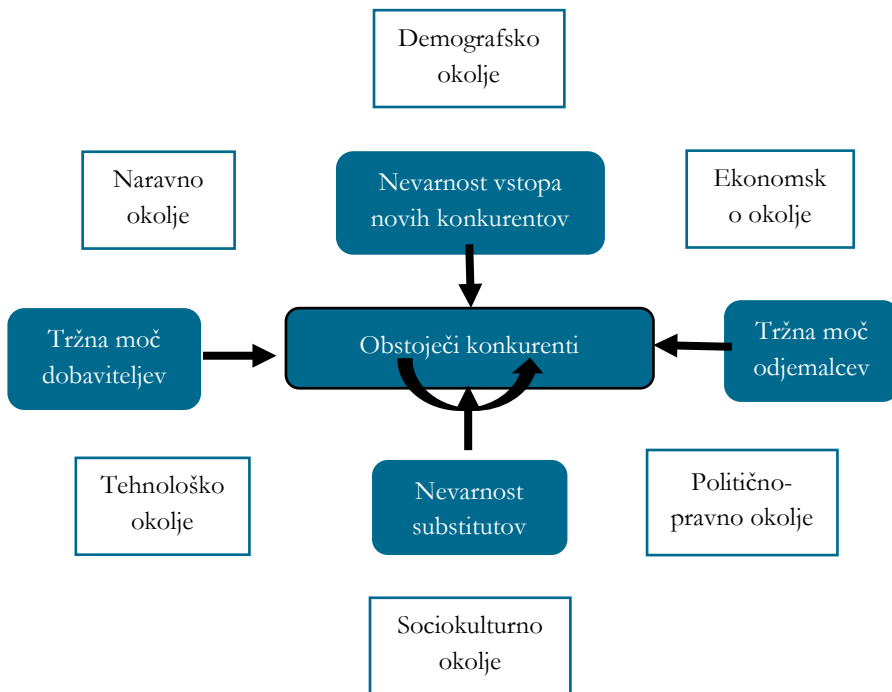 Demografsko
okolje
Naravno
okolje
Nevarnost vstopa
novih konkurentov
Ekonomsk
o okolje
Tržna moč
dobaviteljev
Obstoječi konkurenti
Tržna moč
odjemalcev
Tehnološko
okolje
Nevarnost
substitutov
Politično-
pravno okolje
Sociokulturno
okolje